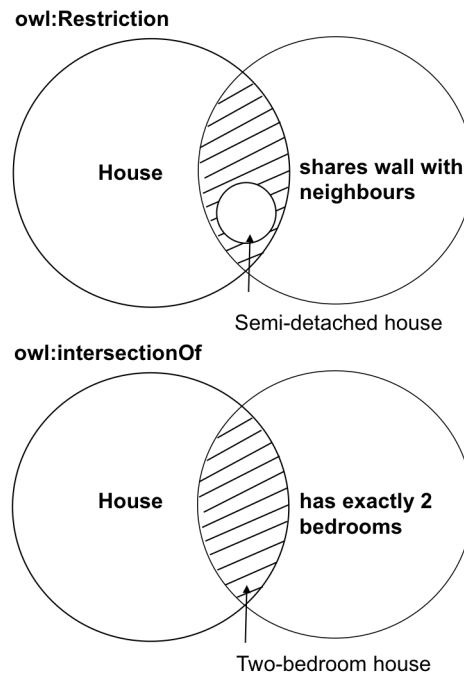 owl:Restriction
House
shares wall with
neighbours
Semi-detached house
owl:intersectionOf
House
has exactly 2
bedrooms
Two-bedroom house